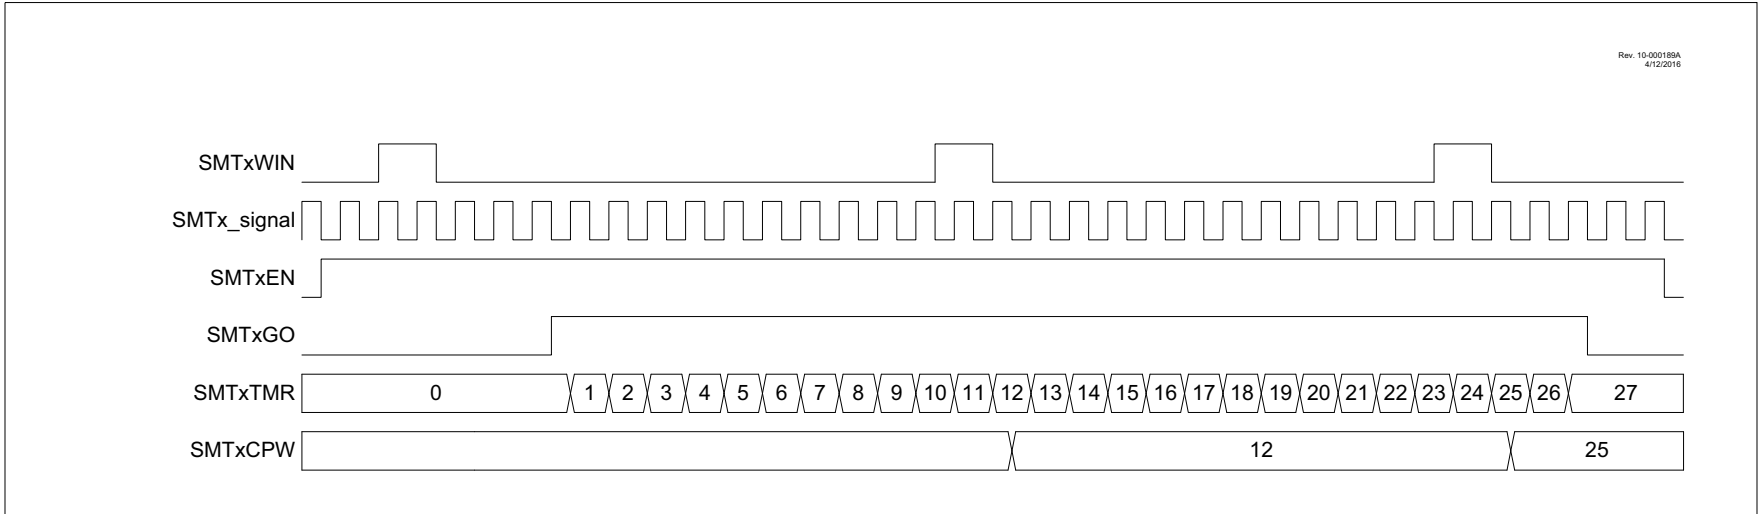 Rev. 10-000189A
4/12/2016
SMTxWIN
SMTx_signal
SMTxEN
SMTxGO
SMTxTMR 0 1 2 3 4 5 6 7 8 9 10 11 12 13 14 15 16 17 18 19 20 21 22 23 24 25 26 27
SMTxCPW 12 25